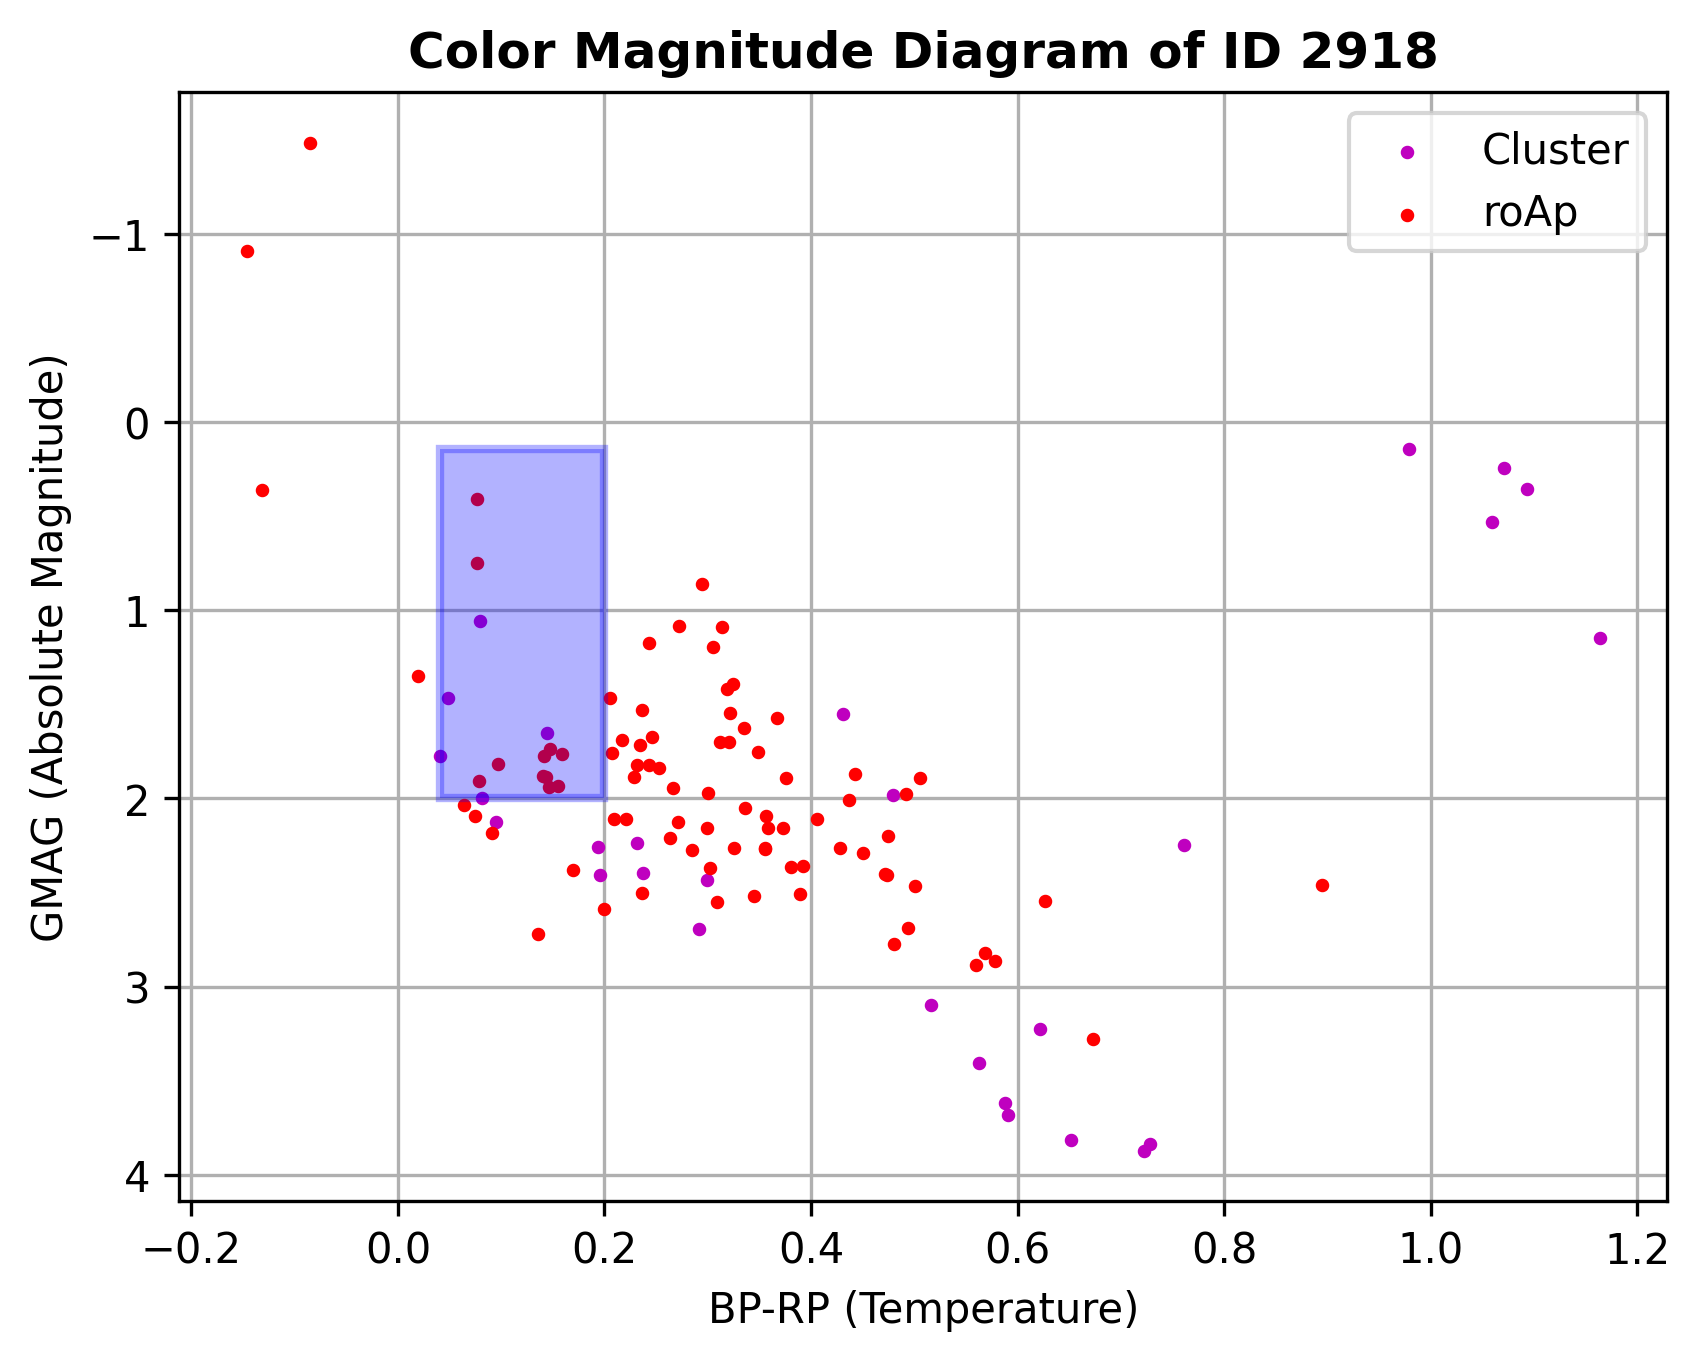 Color Magnitude Diagram of ID 2918
Cluster
roAp
−1
0
1
2
3
4
GMAG (Absolute Magnitude)
−0.2 0.0 0.2 0.4 0.6 0.8 1.0 1.2
BP-RP (Temperature)